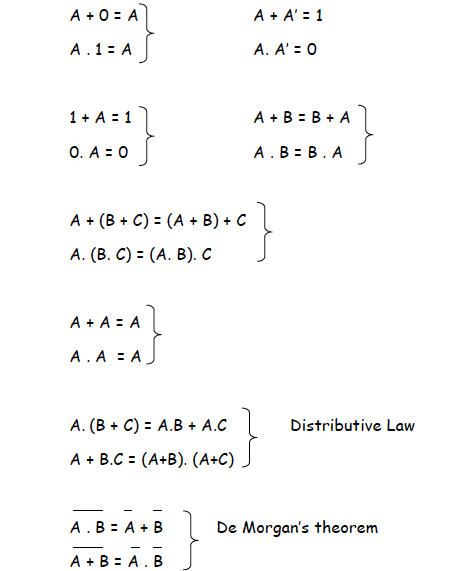 A + 0 = A        A + A' = 1
A . 1 = A        A. A' = 0
1 + A = 1        A + B = B + A
0. A = 0        A . B = B . A
A + (B + C) = (A + B) + C
A. (B. C) = (A. B). C
A + A = A
A . A = A
A. (B + C) = A.B + A.C        Distributive Law
A + B.C = (A+B). (A+C)
A̅ ̅.̅ ̅B̅ = A̅ + B̅        De Morgan's theorem
A̅ ̅+̅ ̅B̅ = A̅ . B̅